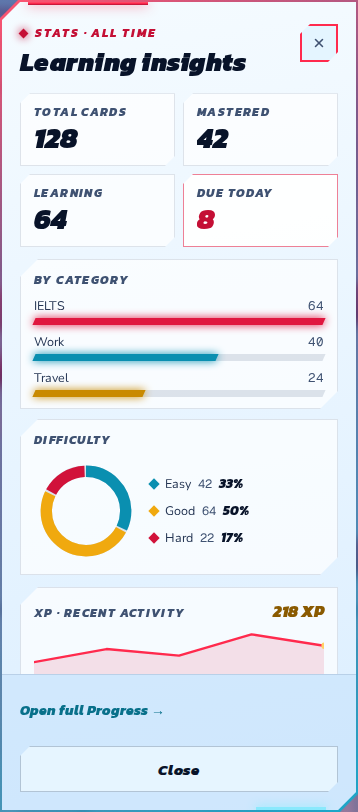 STATS · ALL TIME
Learning insights
×
TOTAL CARDS
128
MASTERED
42
LEARNING
64
DUE TODAY
8
BY CATEGORY
IELTS 64
Work 40
Travel 24
DIFFICULTY
Easy 42 33%
Good 64 50%
Hard 22 17%
XP · RECENT ACTIVITY 218 XP
Open full Progress →
Close